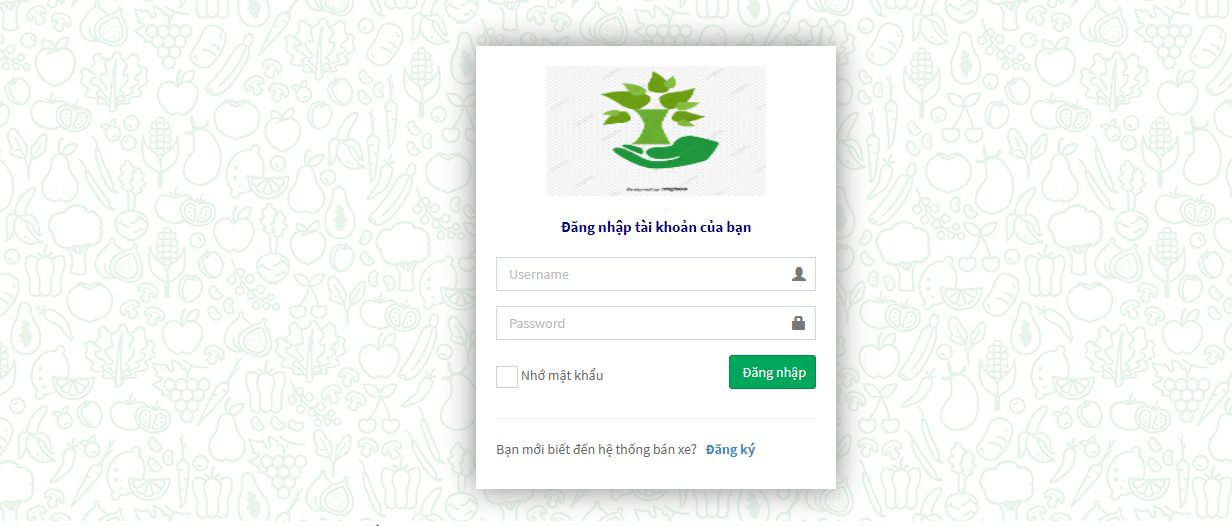 Đăng nhập tài khoản của bạn
Username
Password
Nhớ mật khẩu
Đăng nhập
Bạn mới biết đến hệ thống bán xe? Đăng ký